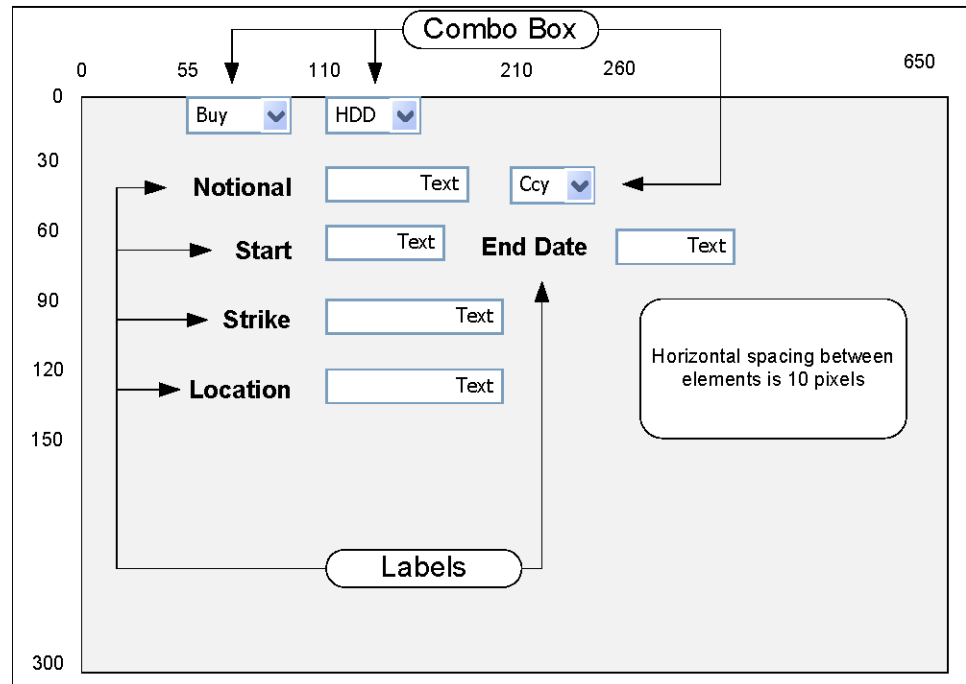 Combo Box
0 55 110 210 260 650
0
Buy HDD
30
Notional Text Ccy
60
Start Text End Date Text
90
Strike Text
Horizontal spacing between
elements is 10 pixels
120
Location Text
150
Labels
300